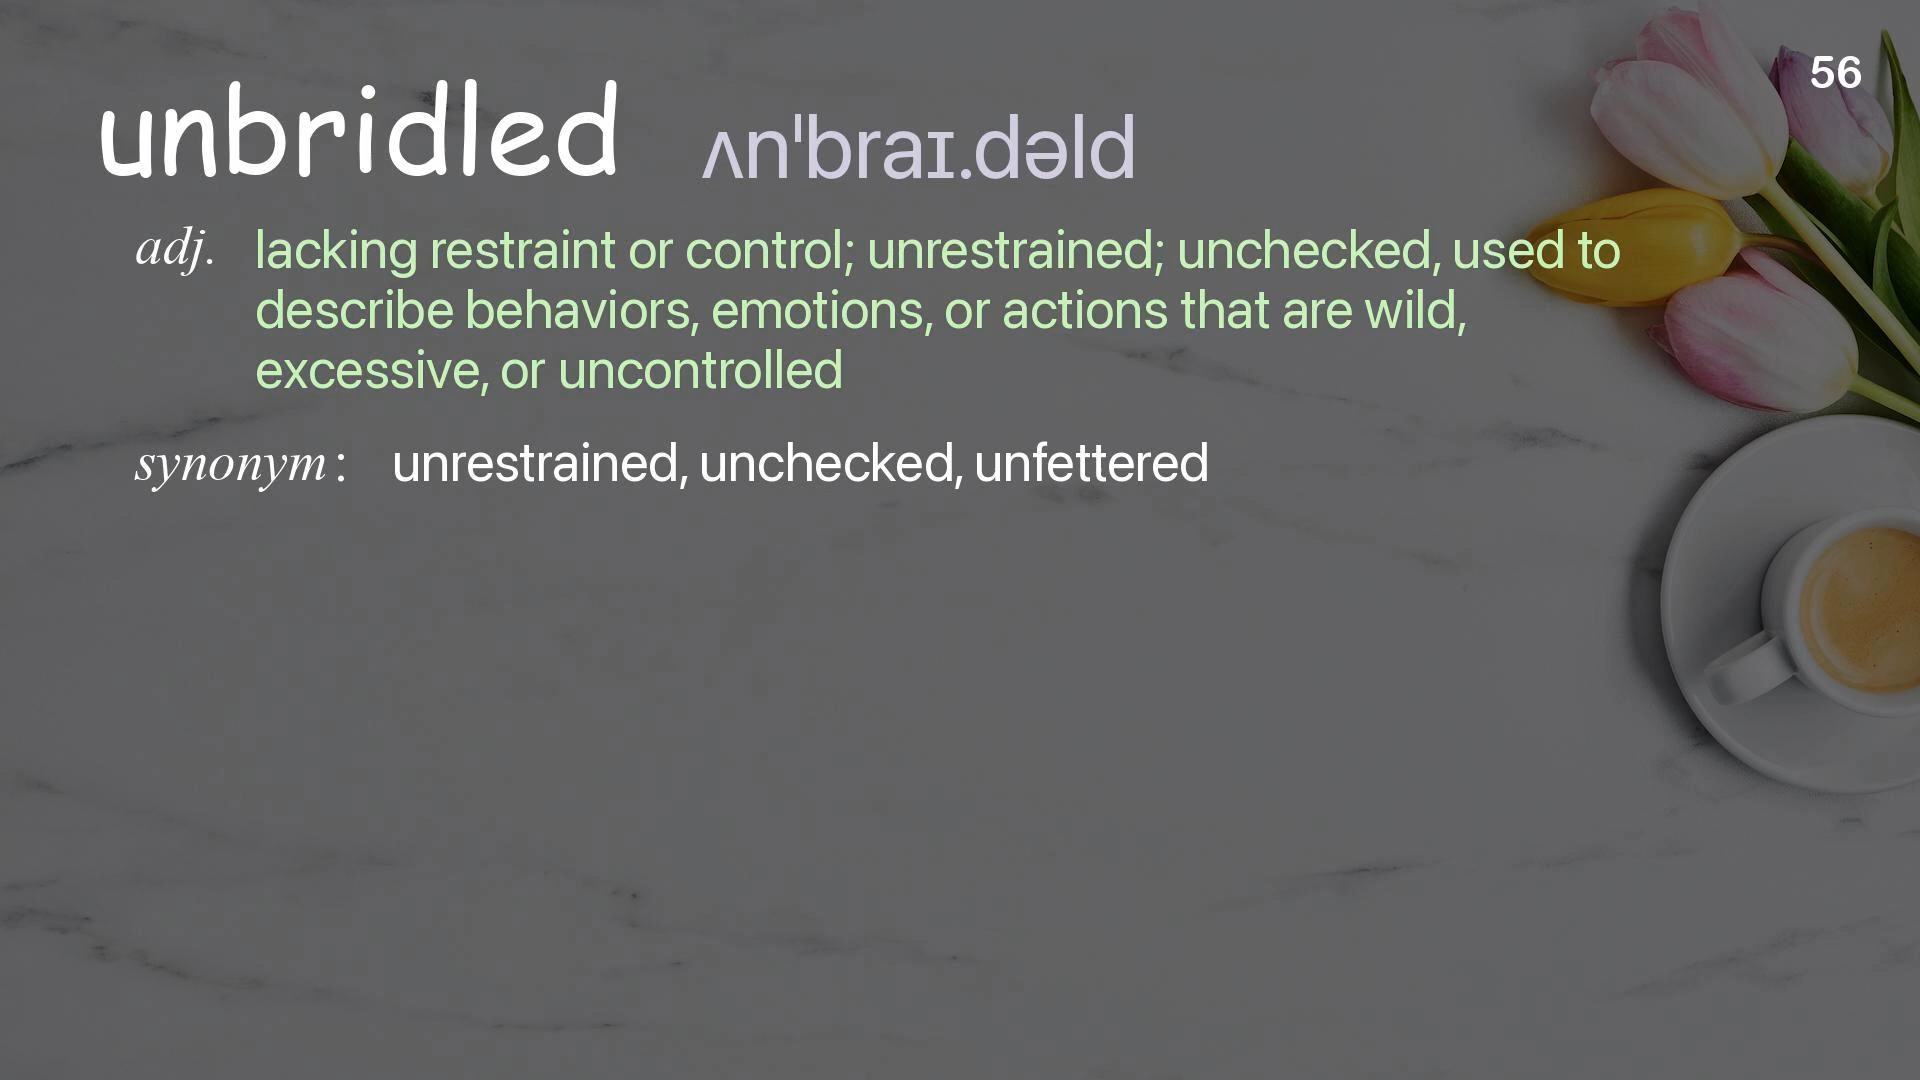 56
unbridled ʌnˈbraɪ.dəld
adj. lacking restraint or control; unrestrained; unchecked, used to
describe behaviors, emotions, or actions that are wild,
excessive, or uncontrolled
synonym : unrestrained, unchecked, unfettered